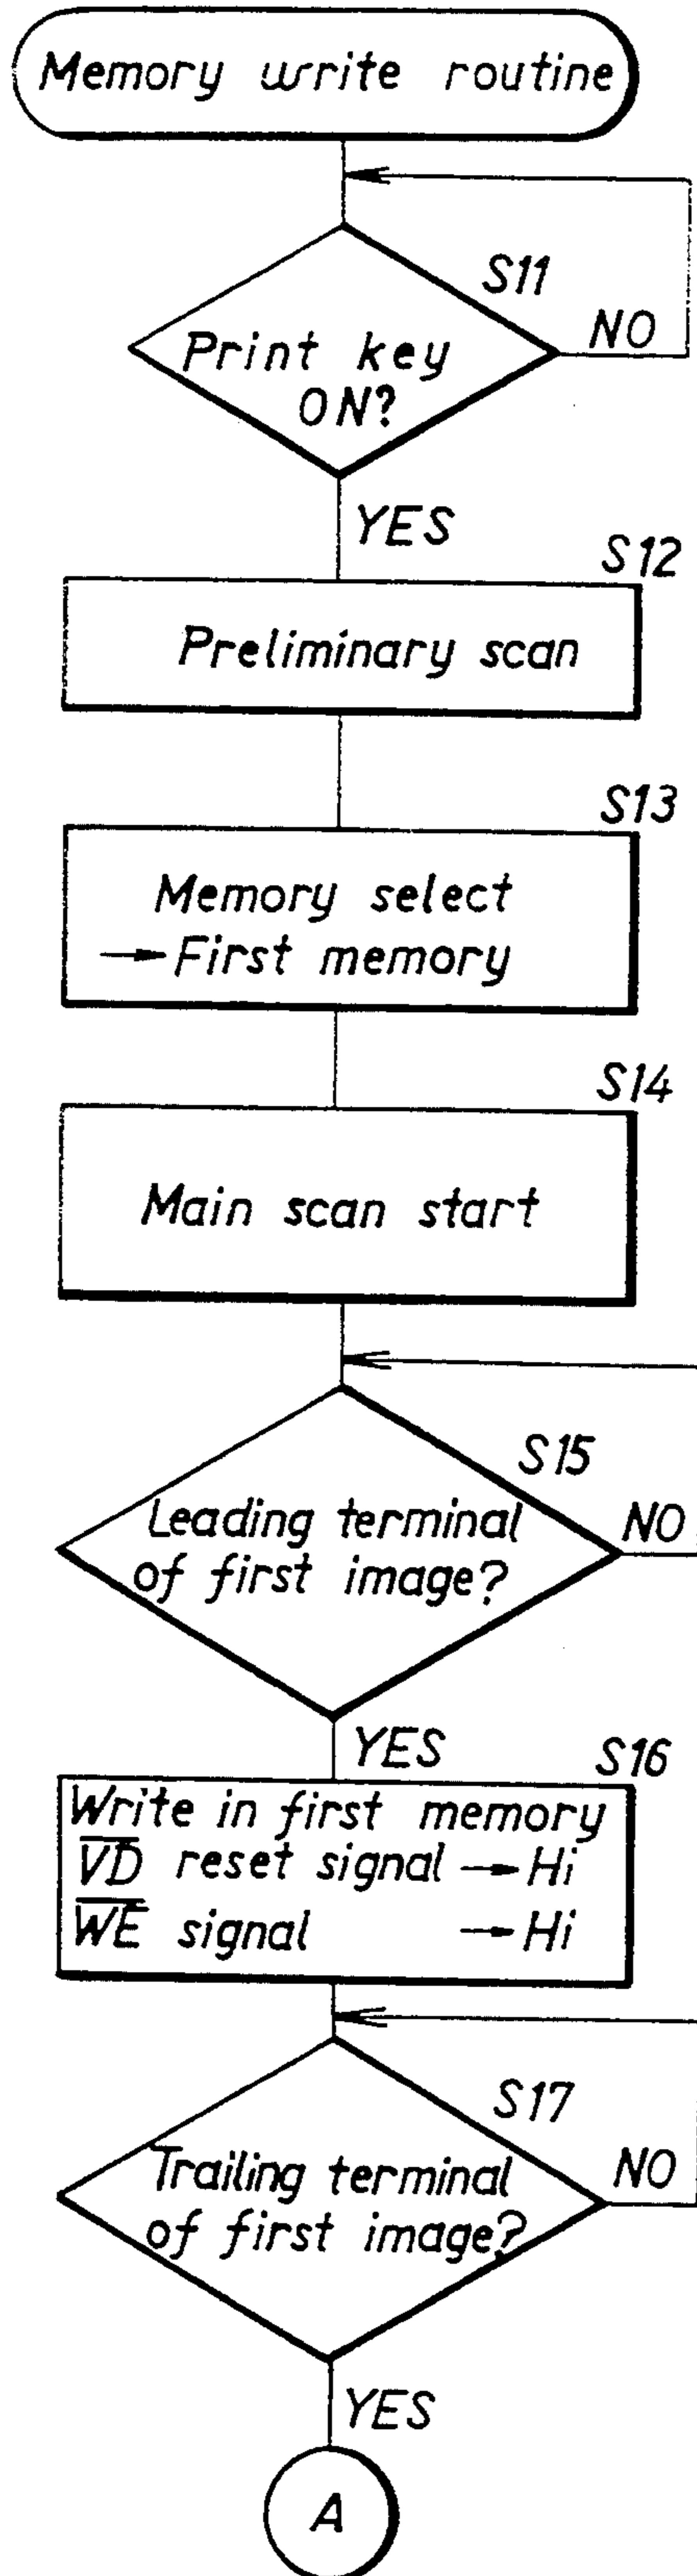 Memory write routine
S11
Print key
ON?
NO
YES
S12
Preliminary scan
S13
Memory select
→ First memory
S14
Main scan start
S15
Leading terminal
of first image?
NO
YES
S16
Write in first memory
V̅D̅ reset signal → Hi
W̅E̅ signal → Hi
S17
Trailing terminal
of first image?
NO
YES
A